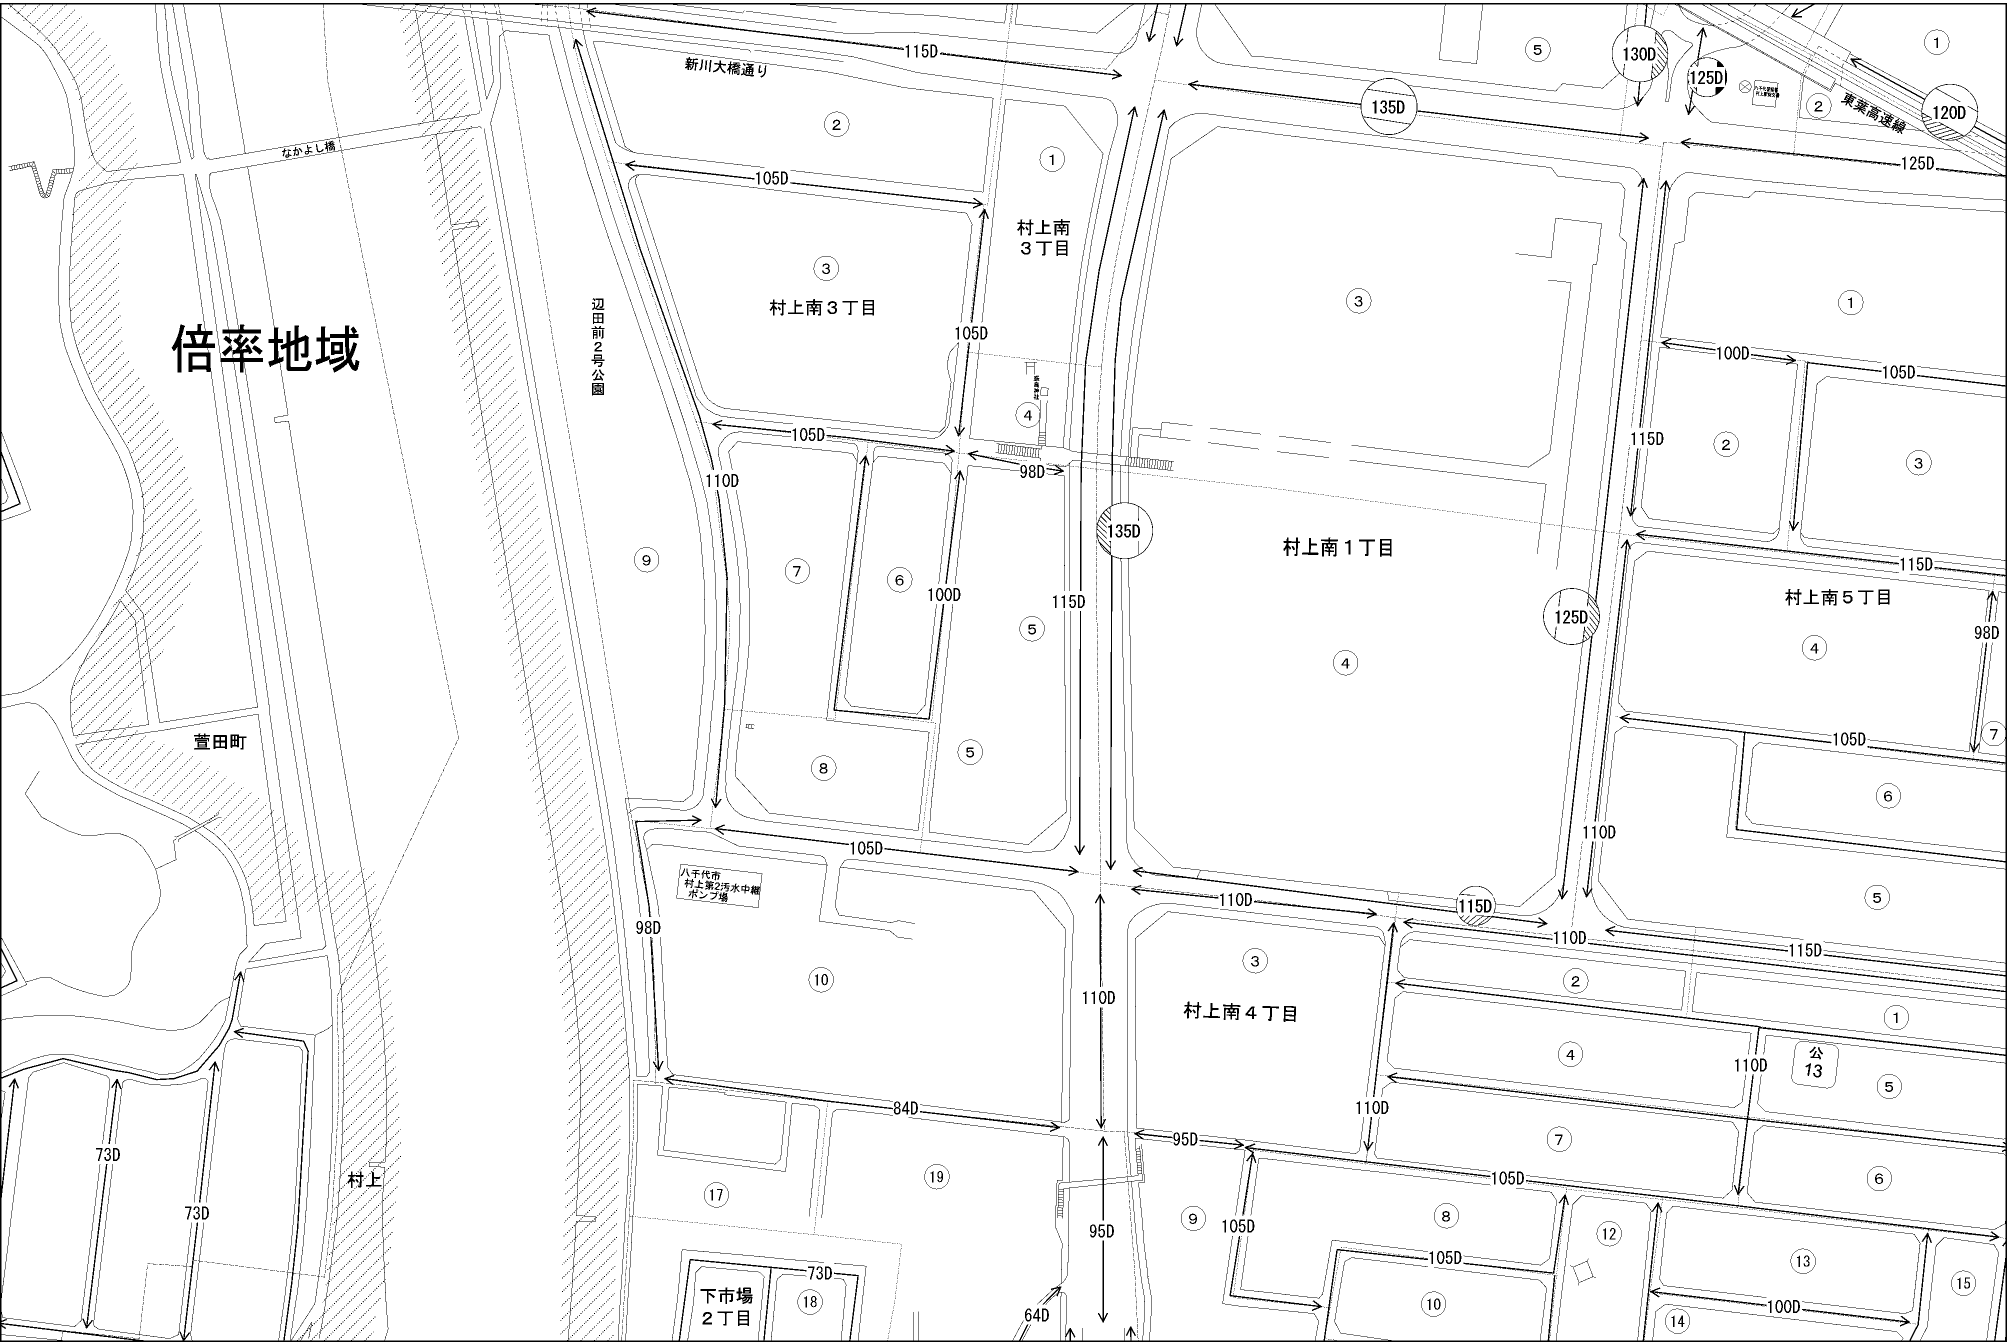 115D
新川大橋通り
130D
⑤
①
125D
②
東葉高速線
120D
135D
125D
②
①
なかよし橋
105D
村上南
3丁目
③
村上南3丁目
③
①
倍率地域
辺田前2号公園
105D
100D
105D
④
105D
98D
115D
②
③
110D
135D
村上南1丁目
115D
⑨
⑦
⑥
100D
115D
⑤
125D
村上南5丁目
98D
④
④
萱田町
⑧
⑤
105D
⑦
⑥
105D
110D
八千代市
村上第2汚水中継
ポンプ場
110D
115D
⑤
98D
110D
115D
⑩
③
②
110D
村上南4丁目
①
④
110D
公
13
⑤
84D
110D
73D
95D
⑦
105D
⑥
村上
⑰
⑲
73D
95D
⑨
105D
⑧
⑫
105D
⑬
73D
下市場
2丁目
⑱
64D
⑩
100D
⑮
⑭